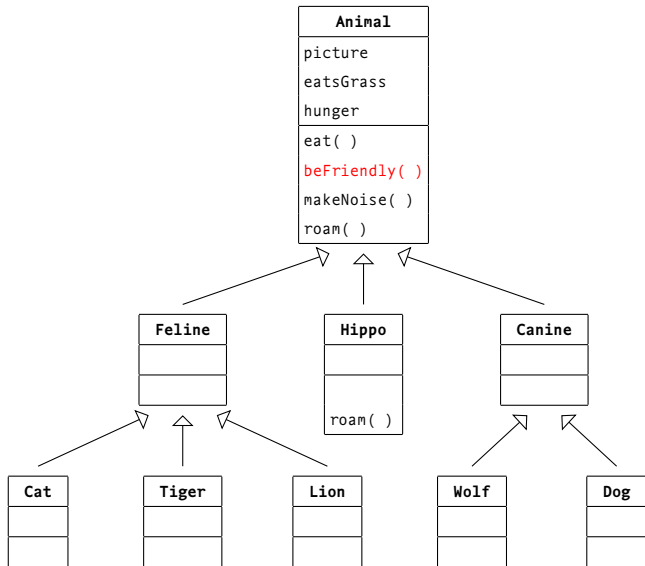 Animal
picture
eatsGrass
hunger
eat( )
beFriendly( )
makeNoise( )
roam( )
Feline
Hippo
Canine
roam( )
Cat
Tiger
Lion
Wolf
Dog